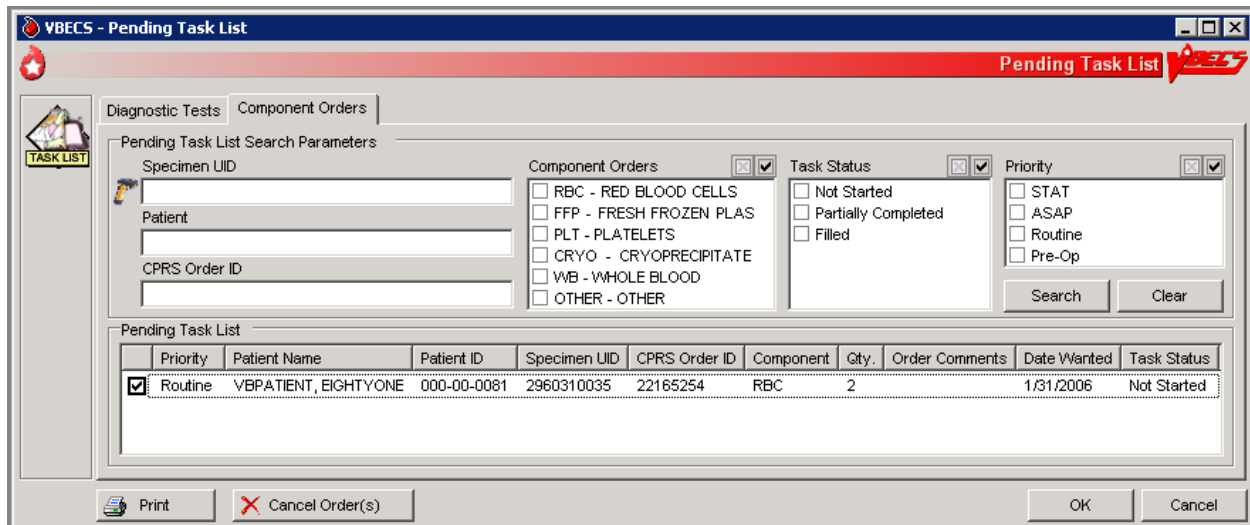 VBECS - Pending Task List
Pending Task List VBECS
TASK LIST
Diagnostic Tests Component Orders
Pending Task List Search Parameters
Specimen UID
Patient
CPRS Order ID
Component Orders
RBC - RED BLOOD CELLS
FFP - FRESH FROZEN PLAS
PLT - PLATELETS
CRYO - CRYOPRECIPITATE
WB - WHOLE BLOOD
OTHER - OTHER
Task Status
Not Started
Partially Completed
Filled
Priority
STAT
ASAP
Routine
Pre-Op
Search Clear
Pending Task List
Priority Patient Name Patient ID Specimen UID CPRS Order ID Component Qty. Order Comments Date Wanted Task Status
Routine VBPATIENT, EIGHTYONE 000-00-0081 2960310035 22165254 RBC 2 1/31/2006 Not Started
Print Cancel Order(s) OK Cancel